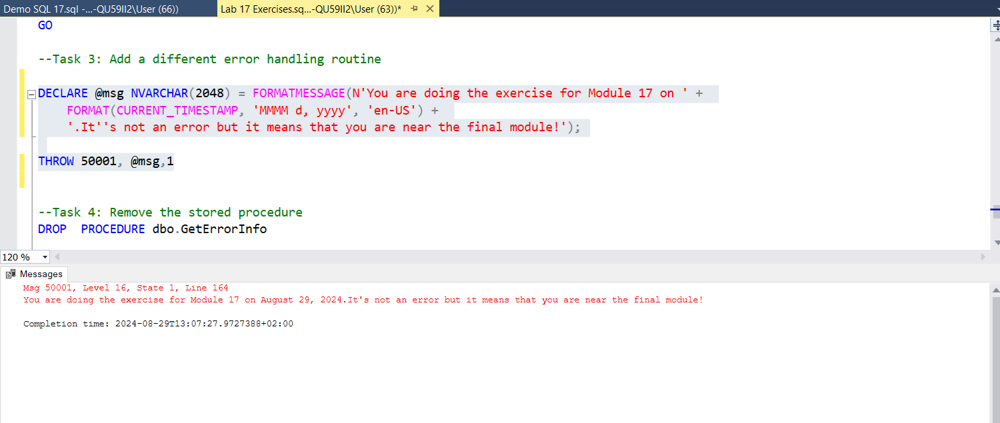 Demo SQL 17.sql -...-QU59II2\User (66))
Lab 17 Exercises.sq...-QU59II2\User (63))*
GO
--Task 3: Add a different error handling routine
DECLARE @msg NVARCHAR(2048) = FORMATMESSAGE(N'You are doing the exercise for Module 17 on ' +
FORMAT(CURRENT_TIMESTAMP, 'MMMM d, yyyy', 'en-US') +
'.It''s not an error but it means that you are near the final module!');
THROW 50001, @msg,1
--Task 4: Remove the stored procedure
DROP  PROCEDURE dbo.GetErrorInfo
120 %
Messages
Msg 50001, Level 16, State 1, Line 164
You are doing the exercise for Module 17 on August 29, 2024.It's not an error but it means that you are near the final module!
Completion time: 2024-08-29T13:07:27.9727388+02:00